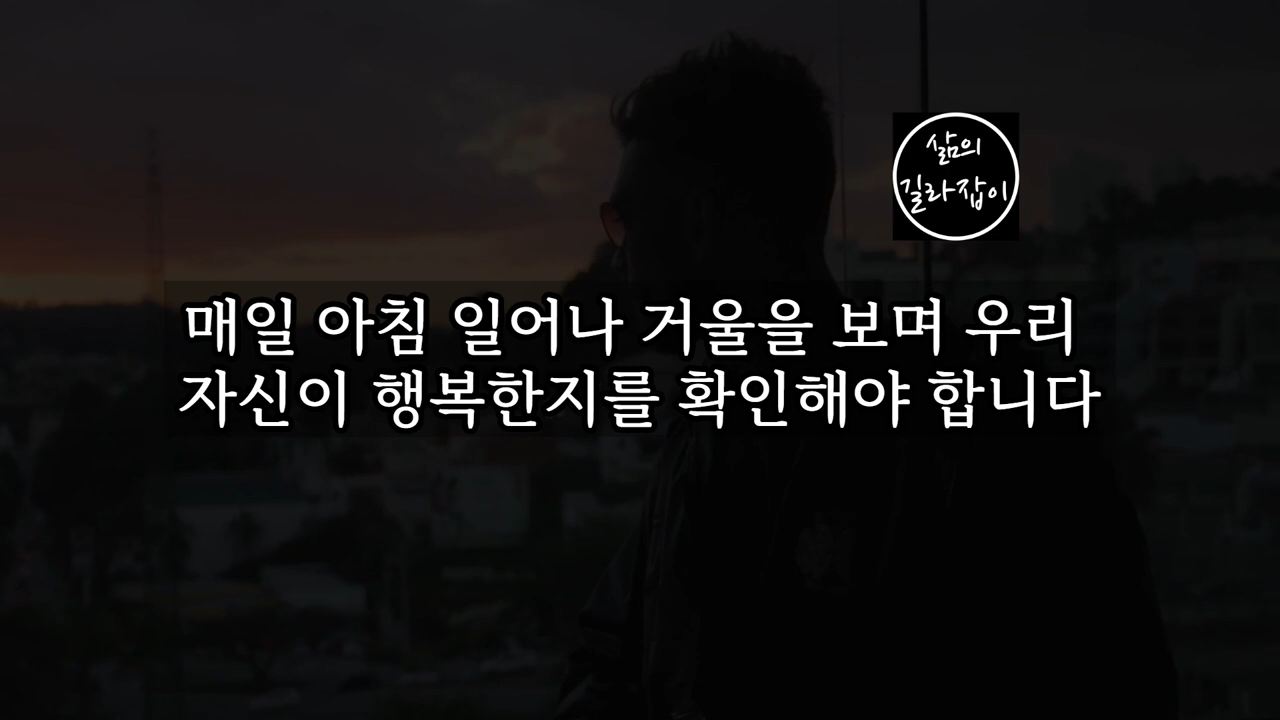 삶의
길라잡이
매일 아침 일어나 거울을 보며 우리
자신이 행복한지를 확인해야 합니다